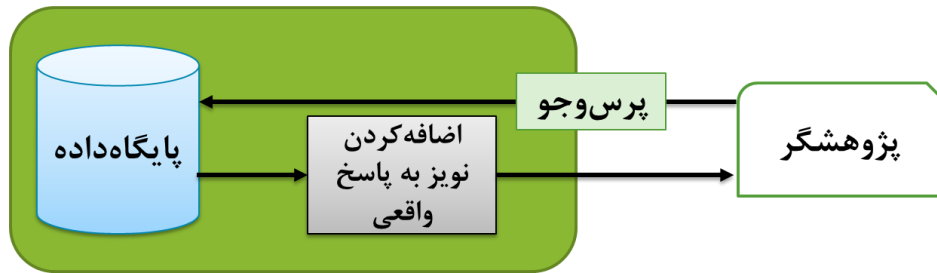 پرس‌وجو
پژوهشگر
پایگاه‌داده
اضافه‌کردن
نویز به پاسخ
واقعی